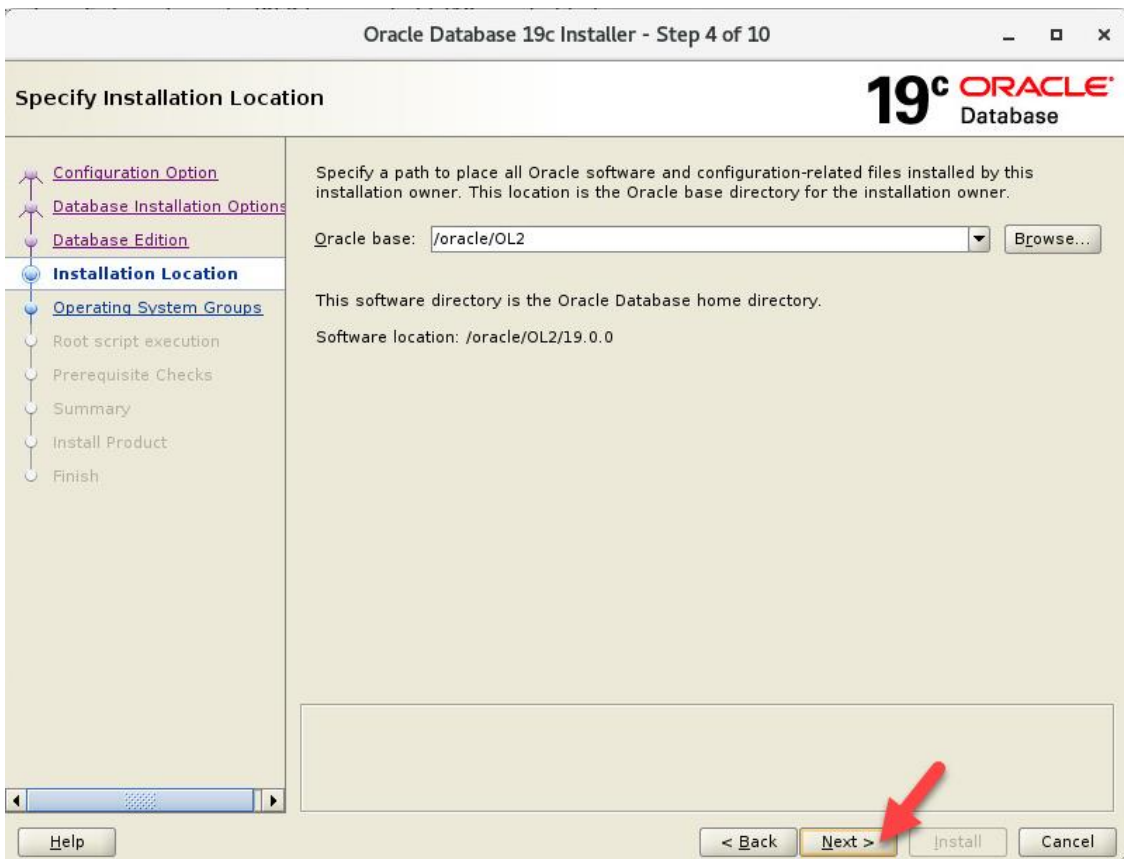 Oracle Database 19c Installer - Step 4 of 10
Specify Installation Location
19c ORACLE
Database
Configuration Option
Database Installation Options
Database Edition
Installation Location
Operating System Groups
Root script execution
Prerequisite Checks
Summary
Install Product
Finish
Specify a path to place all Oracle software and configuration-related files installed by this
installation owner. This location is the Oracle base directory for the installation owner.
Oracle base: /oracle/OL2 Browse...
This software directory is the Oracle Database home directory.
Software location: /oracle/OL2/19.0.0
Help < Back Next > Install Cancel